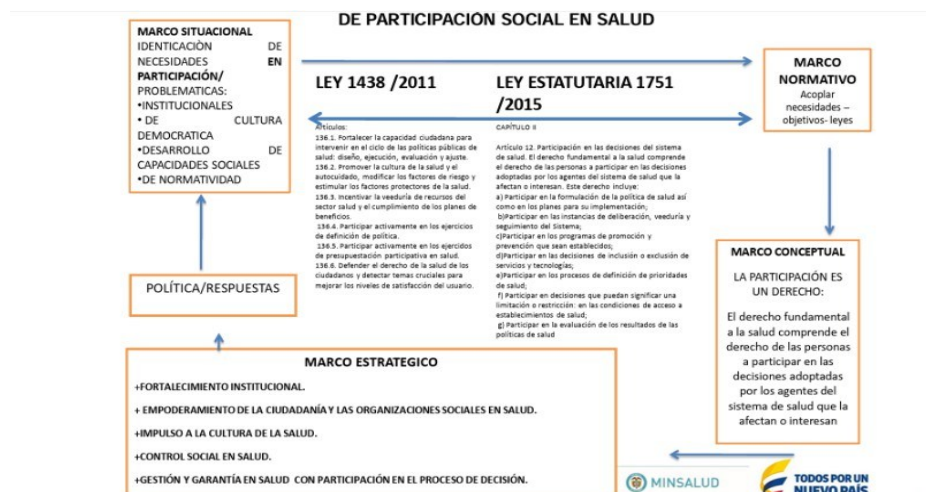 DE PARTICIPACIÓN SOCIAL EN SALUD
MARCO SITUACIONAL
IDENTICACIÒN DE
NECESIDADES EN
PARTICIPACIÓN/
PROBLEMATICAS:
•INSTITUCIONALES
• DE CULTURA
DEMOCRATICA
•DESARROLLO DE
CAPACIDADES SOCIALES
•DE NORMATIVIDAD
LEY 1438 /2011
Artículos:
136.1. Fortalecer la capacidad ciudadana para
intervenir en el ciclo de las políticas públicas de
salud: diseño, ejecución, evaluación y ajuste.
136.2. Promover la cultura de la salud y el
autocuidado, modificar los factores de riesgo y
estimular los factores protectores de la salud.
136.3. Incentivar la veeduría de recursos del
sector salud y el cumplimiento de los planes de
beneficios.
136.4. Participar activamente en los ejercicios
de definición de política.
136.5. Participar activamente en los ejercidos
de presupuestación participativa en salud.
136.6. Defender el derecho de la salud de los
ciudadanos y detectar temas cruciales para
mejorar los niveles de satisfacción del usuario.
LEY ESTATUTARIA 1751
/2015
CAPÍTULO II
Artículo 12. Participación en las decisiones del sistema
de salud. El derecho fundamental a la salud comprende
el derecho de las personas a participar en las decisiones
adoptadas por los agentes del sistema de salud que la
afectan o interesan. Este derecho incluye:
a) Participar en la formulación de la política de salud así
como en los planes para su implementación;
b)Participar en las instancias de deliberación, veeduría y
seguimiento del Sistema;
c)Participar en los programas de promoción y
prevención que sean establecidos;
d)Participar en las decisiones de inclusión o exclusión de
servicios y tecnologías;
e)Participar en los procesos de definición de prioridades
de salud;
f) Participar en decisiones que puedan significar una
limitación o restricción: en las condiciones de acceso a
establecimientos de salud;
g) Participar en la evaluación de los resultados de las
políticas de salud
MARCO
NORMATIVO
Acoplar
necesidades –
objetivos- leyes
MARCO CONCEPTUAL
LA PARTICIPACIÓN ES
UN DERECHO:
El derecho fundamental
a la salud comprende el
derecho de las personas
a participar en las
decisiones adoptadas
por los agentes del
sistema de salud que la
afectan o interesan
POLÍTICA/RESPUESTAS
MARCO ESTRATEGICO
+FORTALECIMIENTO INSTITUCIONAL.
+ EMPODERAMIENTO DE LA CIUDADANÍA Y LAS ORGANIZACIONES SOCIALES EN SALUD.
+IMPULSO A LA CULTURA DE LA SALUD.
+CONTROL SOCIAL EN SALUD.
+GESTIÓN Y GARANTÍA EN SALUD CON PARTICIPACIÓN EN EL PROCESO DE DECISIÓN.
MINSALUD
TODOS POR UN
NUEVO PAÍS